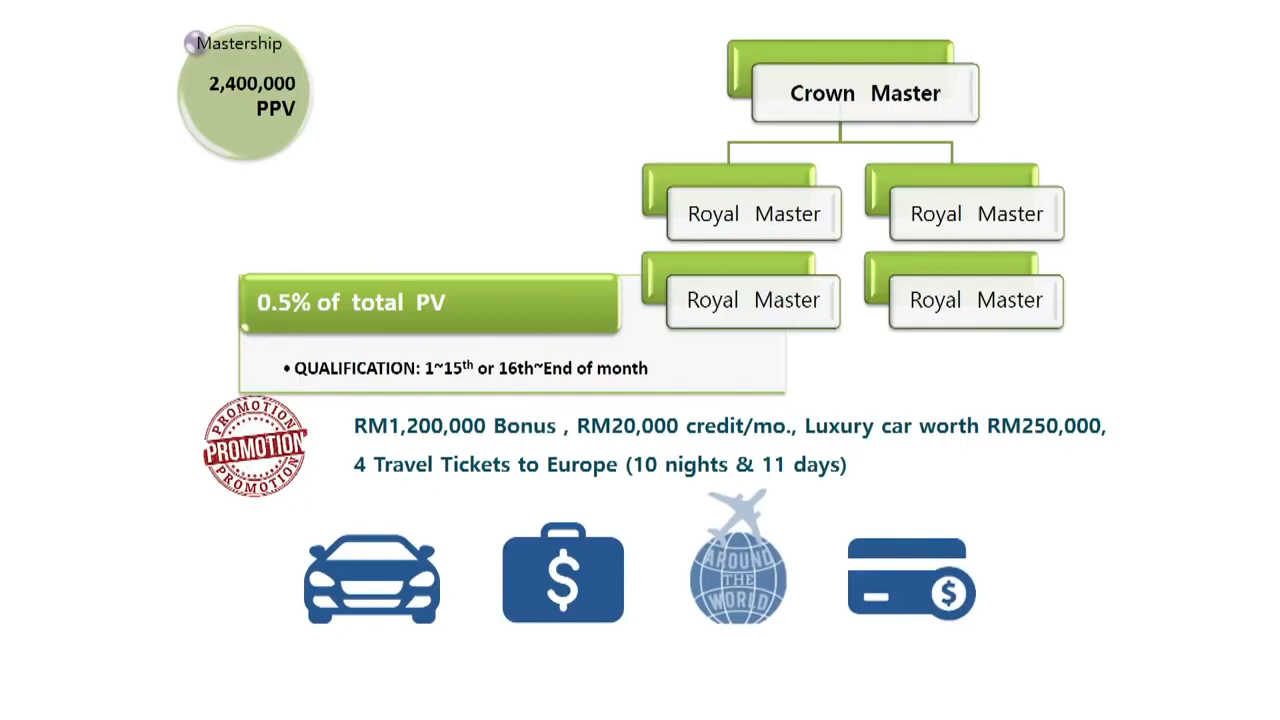 Mastership
2,400,000
PPV
Crown Master
Royal Master
Royal Master
Royal Master
Royal Master
0.5% of total PV
• QUALIFICATION: 1~15th or 16th~End of month
PROMOTION
PROMOTION
PROMOTION
RM1,200,000 Bonus , RM20,000 credit/mo., Luxury car worth RM250,000,
4 Travel Tickets to Europe (10 nights & 11 days)
$
AROUND
THE
WORLD
$